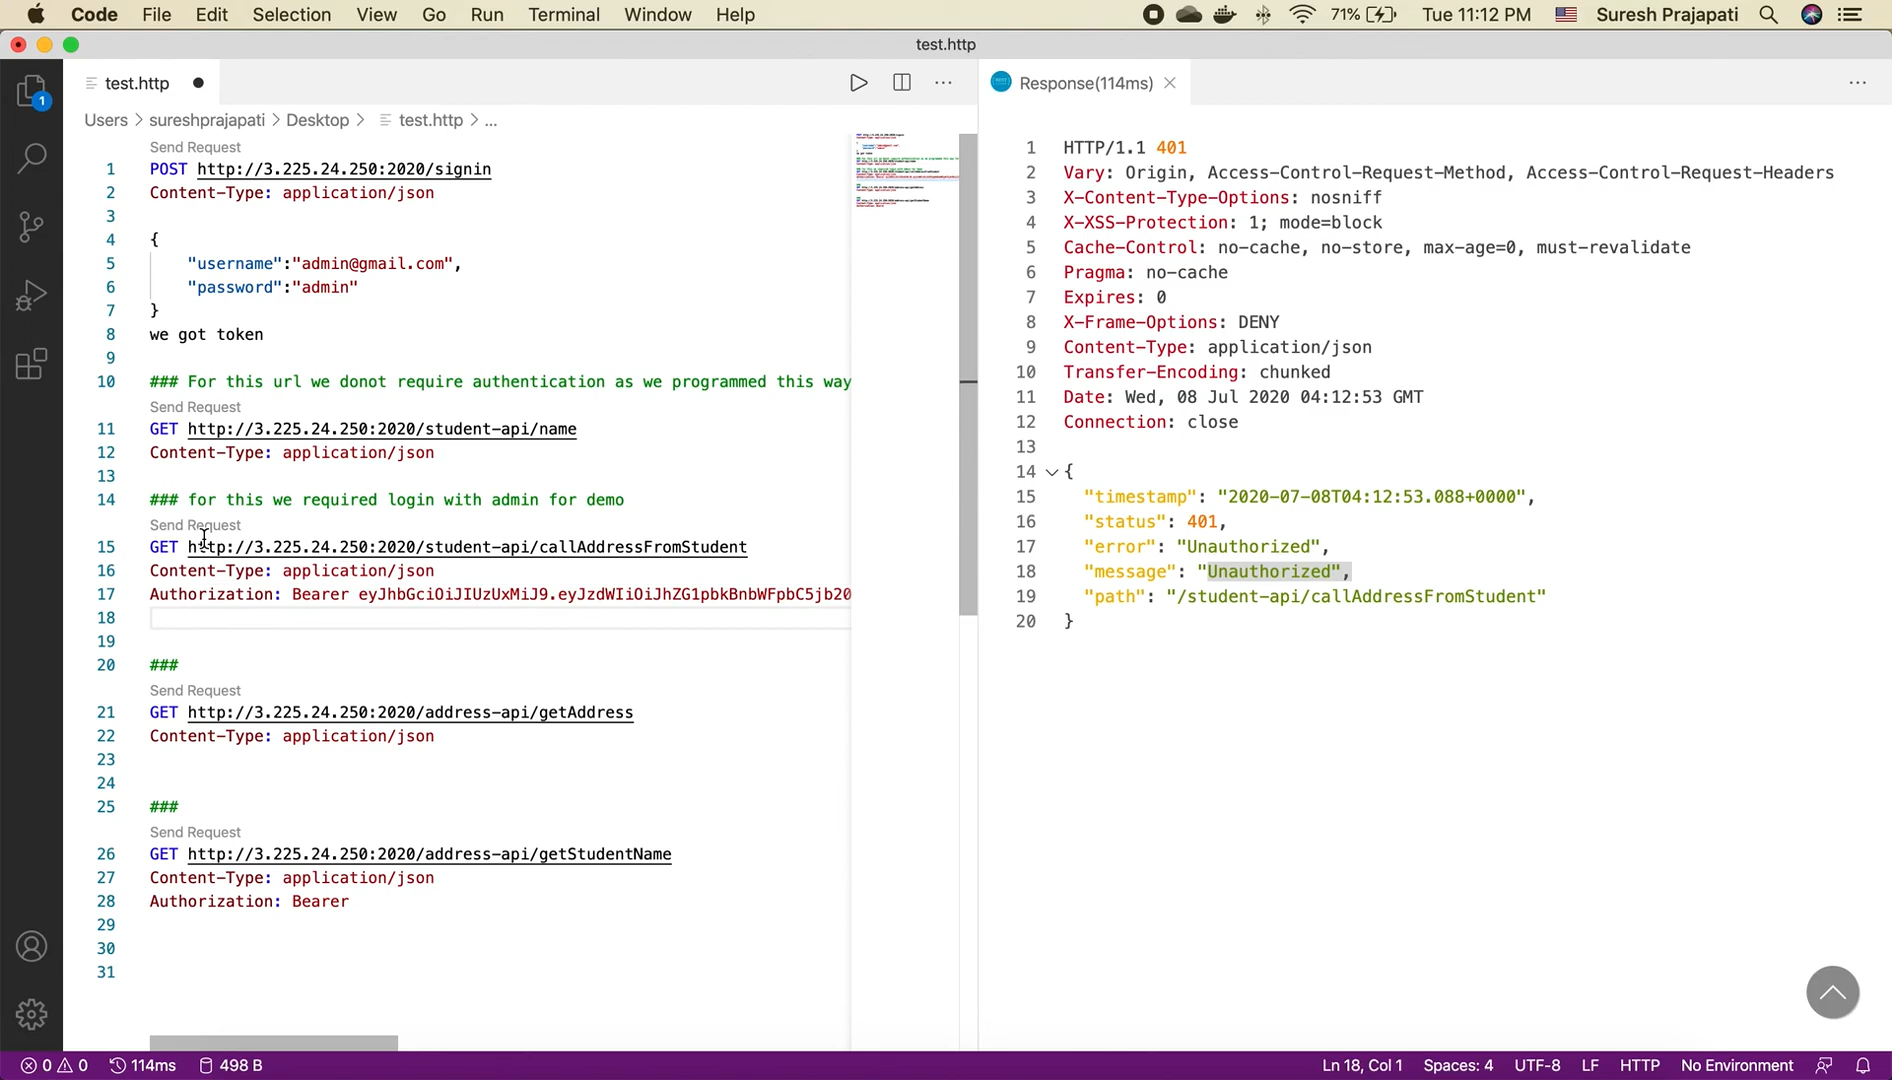 Code File Edit Selection View Go Run Terminal Window Help 71% Tue 11:12 PM Suresh Prajapati
test.http
test.http
Users > sureshprajapati > Desktop > test.http > ...
Send Request
1 POST http://3.225.24.250:2020/signin
2 Content-Type: application/json
3
4 {
5 "username":"admin@gmail.com",
6 "password":"admin"
7 }
8 we got token
9
10 ### For this url we donot require authentication as we programmed this way
Send Request
11 GET http://3.225.24.250:2020/student-api/name
12 Content-Type: application/json
13
14 ### for this we required login with admin for demo
Send Request
15 GET http://3.225.24.250:2020/student-api/callAddressFromStudent
16 Content-Type: application/json
17 Authorization: Bearer eyJhbGciOiJIUzUxMiJ9.eyJzdWIiOiJhZG1pbkBnbWFpbC5jb20
18
19
20 ###
Send Request
21 GET http://3.225.24.250:2020/address-api/getAddress
22 Content-Type: application/json
23
24
25 ###
Send Request
26 GET http://3.225.24.250:2020/address-api/getStudentName
27 Content-Type: application/json
28 Authorization: Bearer
29
30
31
Response(114ms)
1 HTTP/1.1 401
2 Vary: Origin, Access-Control-Request-Method, Access-Control-Request-Headers
3 X-Content-Type-Options: nosniff
4 X-XSS-Protection: 1; mode=block
5 Cache-Control: no-cache, no-store, max-age=0, must-revalidate
6 Pragma: no-cache
7 Expires: 0
8 X-Frame-Options: DENY
9 Content-Type: application/json
10 Transfer-Encoding: chunked
11 Date: Wed, 08 Jul 2020 04:12:53 GMT
12 Connection: close
13
14 {
15 "timestamp": "2020-07-08T04:12:53.088+0000",
16 "status": 401,
17 "error": "Unauthorized",
18 "message": "Unauthorized",
19 "path": "/student-api/callAddressFromStudent"
20 }
1
0 0 114ms 498 B Ln 18, Col 1 Spaces: 4 UTF-8 LF HTTP No Environment